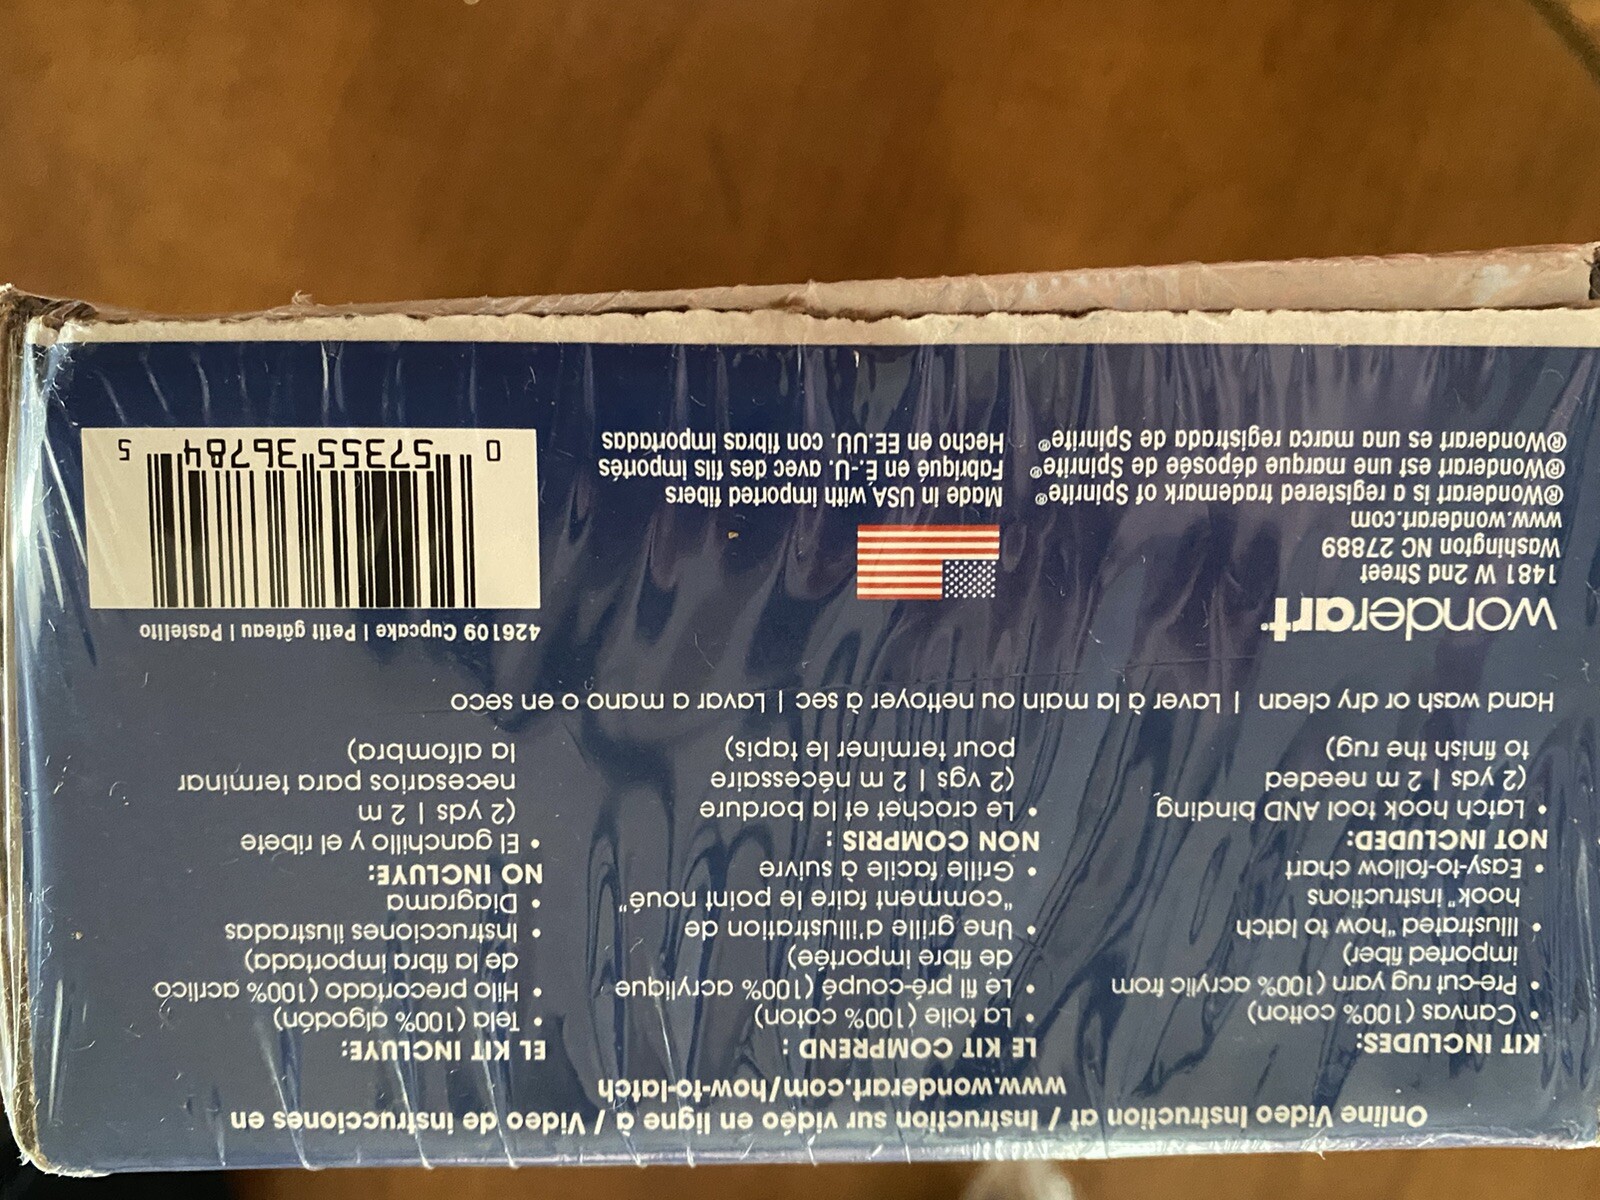 Online Video Instruction at / Instruction sur vidéo en ligne à / Video de instrucciones en
www.wonderart.com/how-to-latch
KIT INCLUDES:
• Canvas (100% cotton)
• Pre-cut rug yarn (100% acrylic from
imported fiber)
• Illustrated "how to latch
hook" instructions
• Easy-to-follow chart
NOT INCLUDED:
• Latch hook tool AND binding
(2 yds | 2 m needed
to finish the rug)
LE KIT COMPREND :
• La toile (100% coton)
• Le fil pré-coupé (100% acrylique
de fibre importée)
• Une grille d'illustration de
"comment faire le point noué"
• Grille facile à suivre
NON COMPRIS :
• Le crochet et la bordure
(2 vgs | 2 m nécessaire
pour terminer le tapis)
EL KIT INCLUYE:
• Tela (100% algodón)
• Hilo precortado (100% acrílico
de la fibra importada)
• Instrucciones ilustradas
• Diagrama
NO INCLUYE:
• El ganchillo y el ribete
(2 yds | 2 m
necesarios para terminar
la alfombra)
Hand wash or dry clean | Laver à la main ou nettoyer à sec | Lavar a mano o en seco
wonderart
1481 W 2nd Street
Washington NC 27889
www.wonderart.com
®Wonderart is a registered trademark of Spinrite®
®Wonderart est une marque déposée de Spinrite®
®Wonderart es una marca registrada de Spinrite®
Made in USA with imported fibers
Fabriqué en É.-U. avec des fils importés
Hecho en EE.UU. con fibras importadas
426109 Cupcake | Petit gâteau | Pastelito
0 57355 36784 5